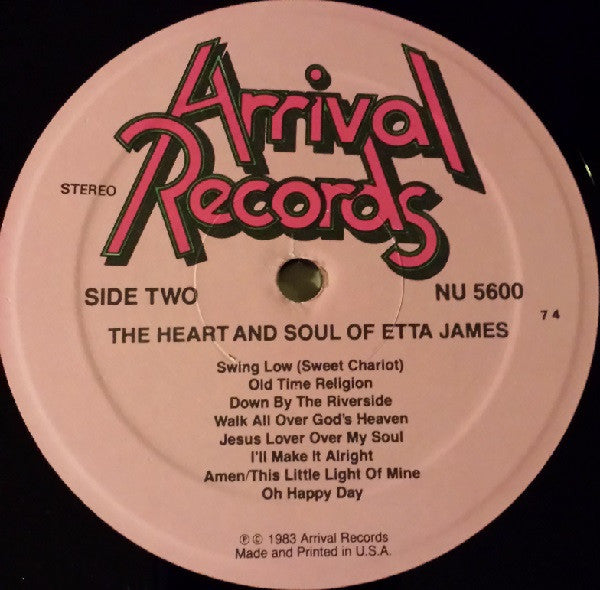 Arrival
Records
STEREO
SIDE TWO
NU 5600
7 4
THE HEART AND SOUL OF ETTA JAMES
Swing Low (Sweet Chariot)
Old Time Religion
Down By The Riverside
Walk All Over God's Heaven
Jesus Lover Over My Soul
I'll Make It Alright
Amen/This Little Light Of Mine
Oh Happy Day
℗ © 1983 Arrival Records
Made and Printed in U.S.A.